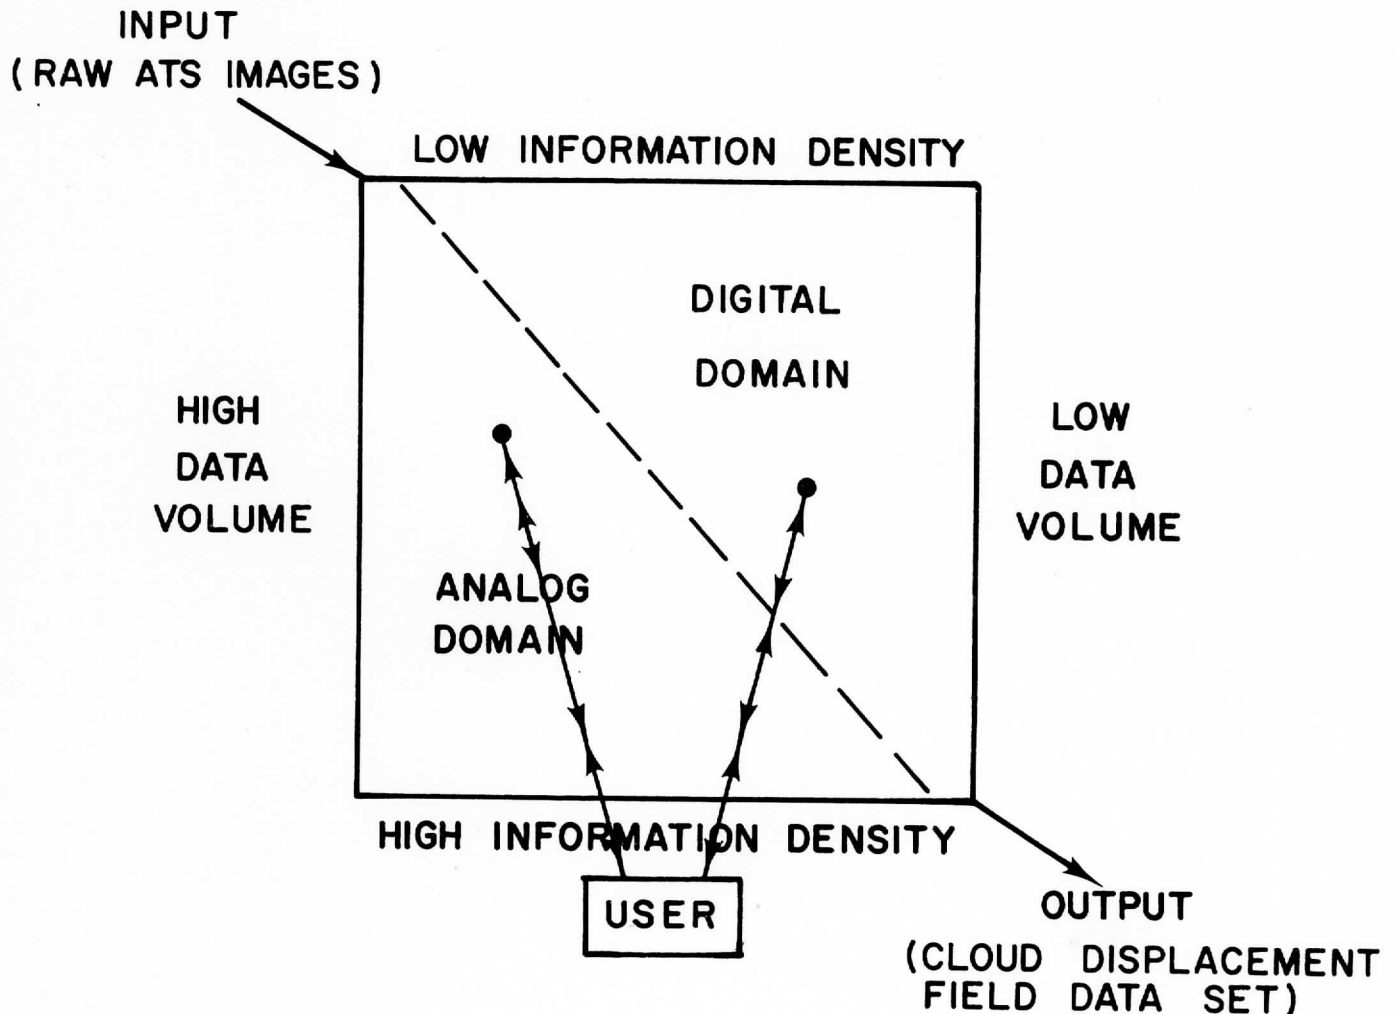 INPUT
(RAW ATS IMAGES)
LOW INFORMATION DENSITY
DIGITAL
DOMAIN
HIGH
DATA
VOLUME
LOW
DATA
VOLUME
ANALOG
DOMAIN
HIGH INFORMATION DENSITY
USER
OUTPUT
(CLOUD DISPLACEMENT
FIELD DATA SET)